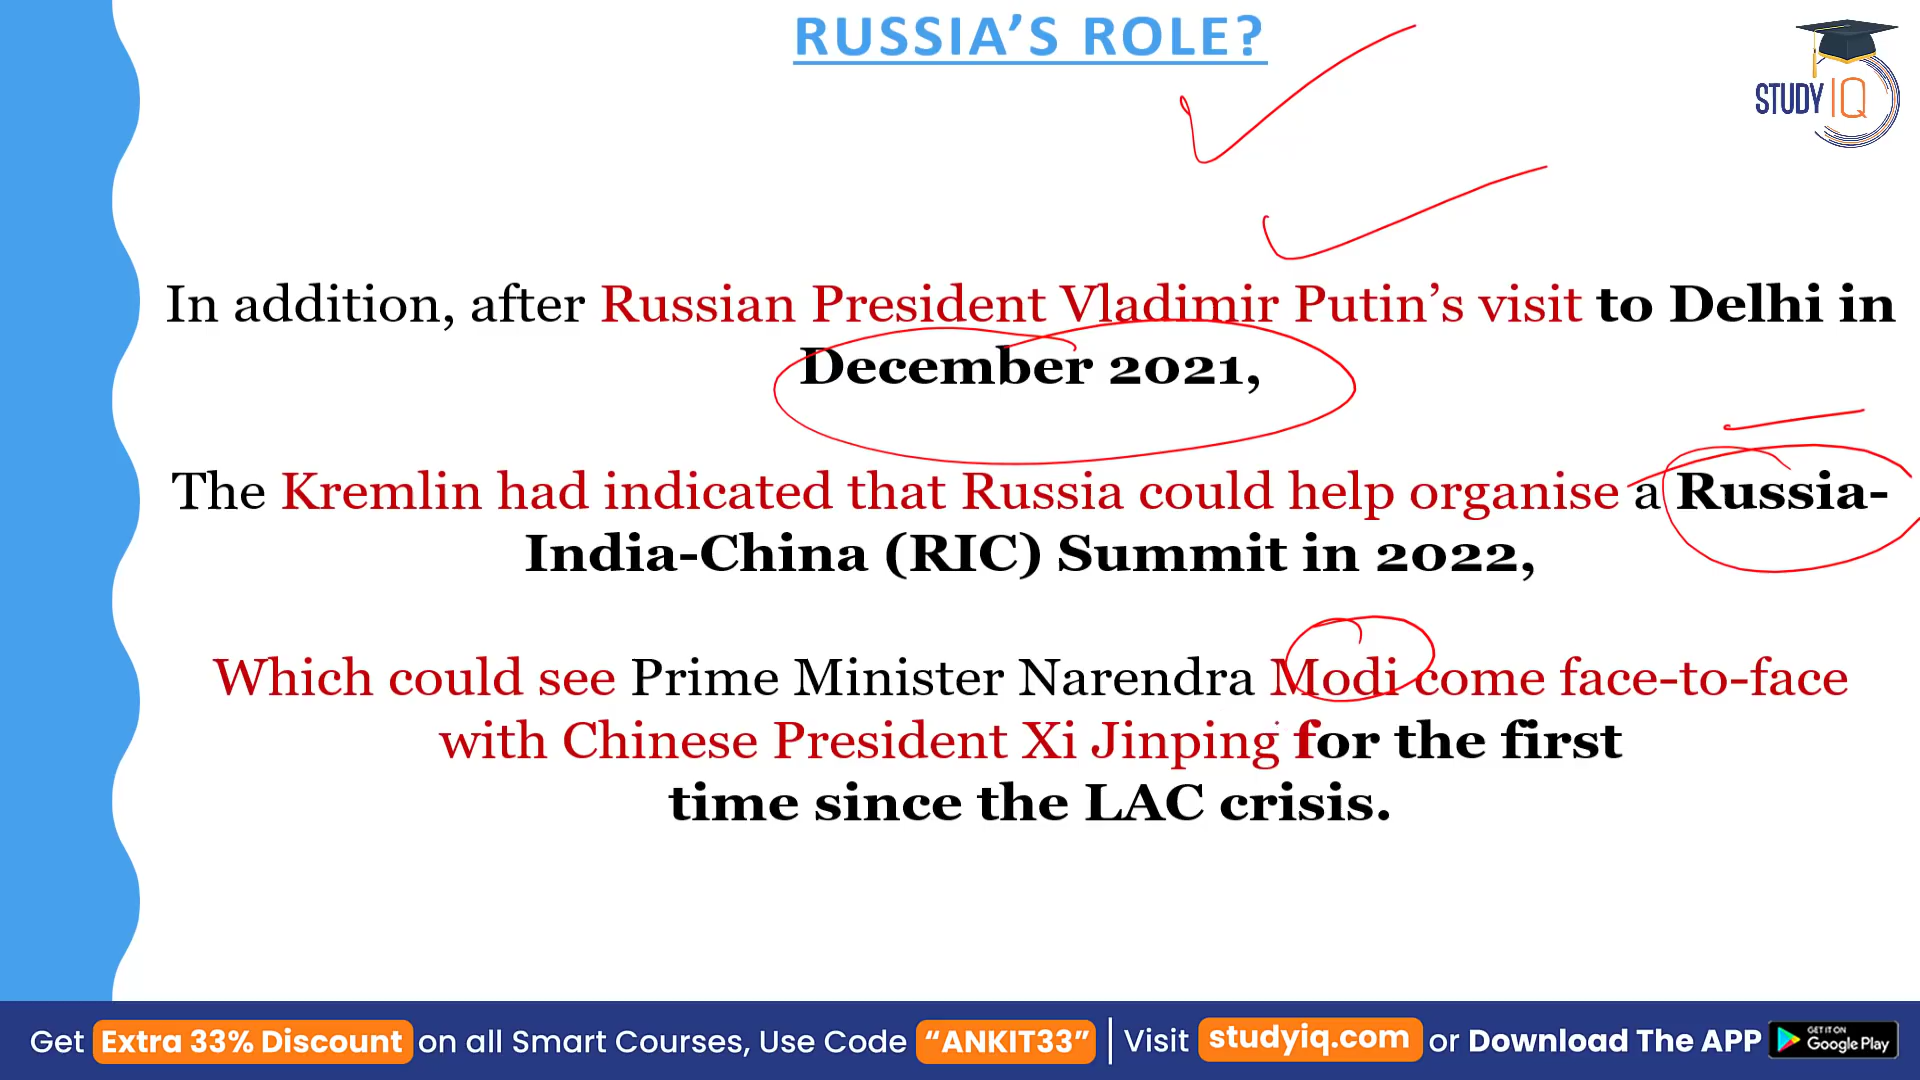 RUSSIA’S ROLE?
STUDY IQ
In addition, after Russian President Vladimir Putin’s visit to Delhi in
December 2021,
The Kremlin had indicated that Russia could help organise a Russia-
India-China (RIC) Summit in 2022,
Which could see Prime Minister Narendra Modi come face-to-face
with Chinese President Xi Jinping for the first
time since the LAC crisis.
Get Extra 33% Discount on all Smart Courses, Use Code “ANKIT33” | Visit studyiq.com or Download The APP GET IT ON Google Play